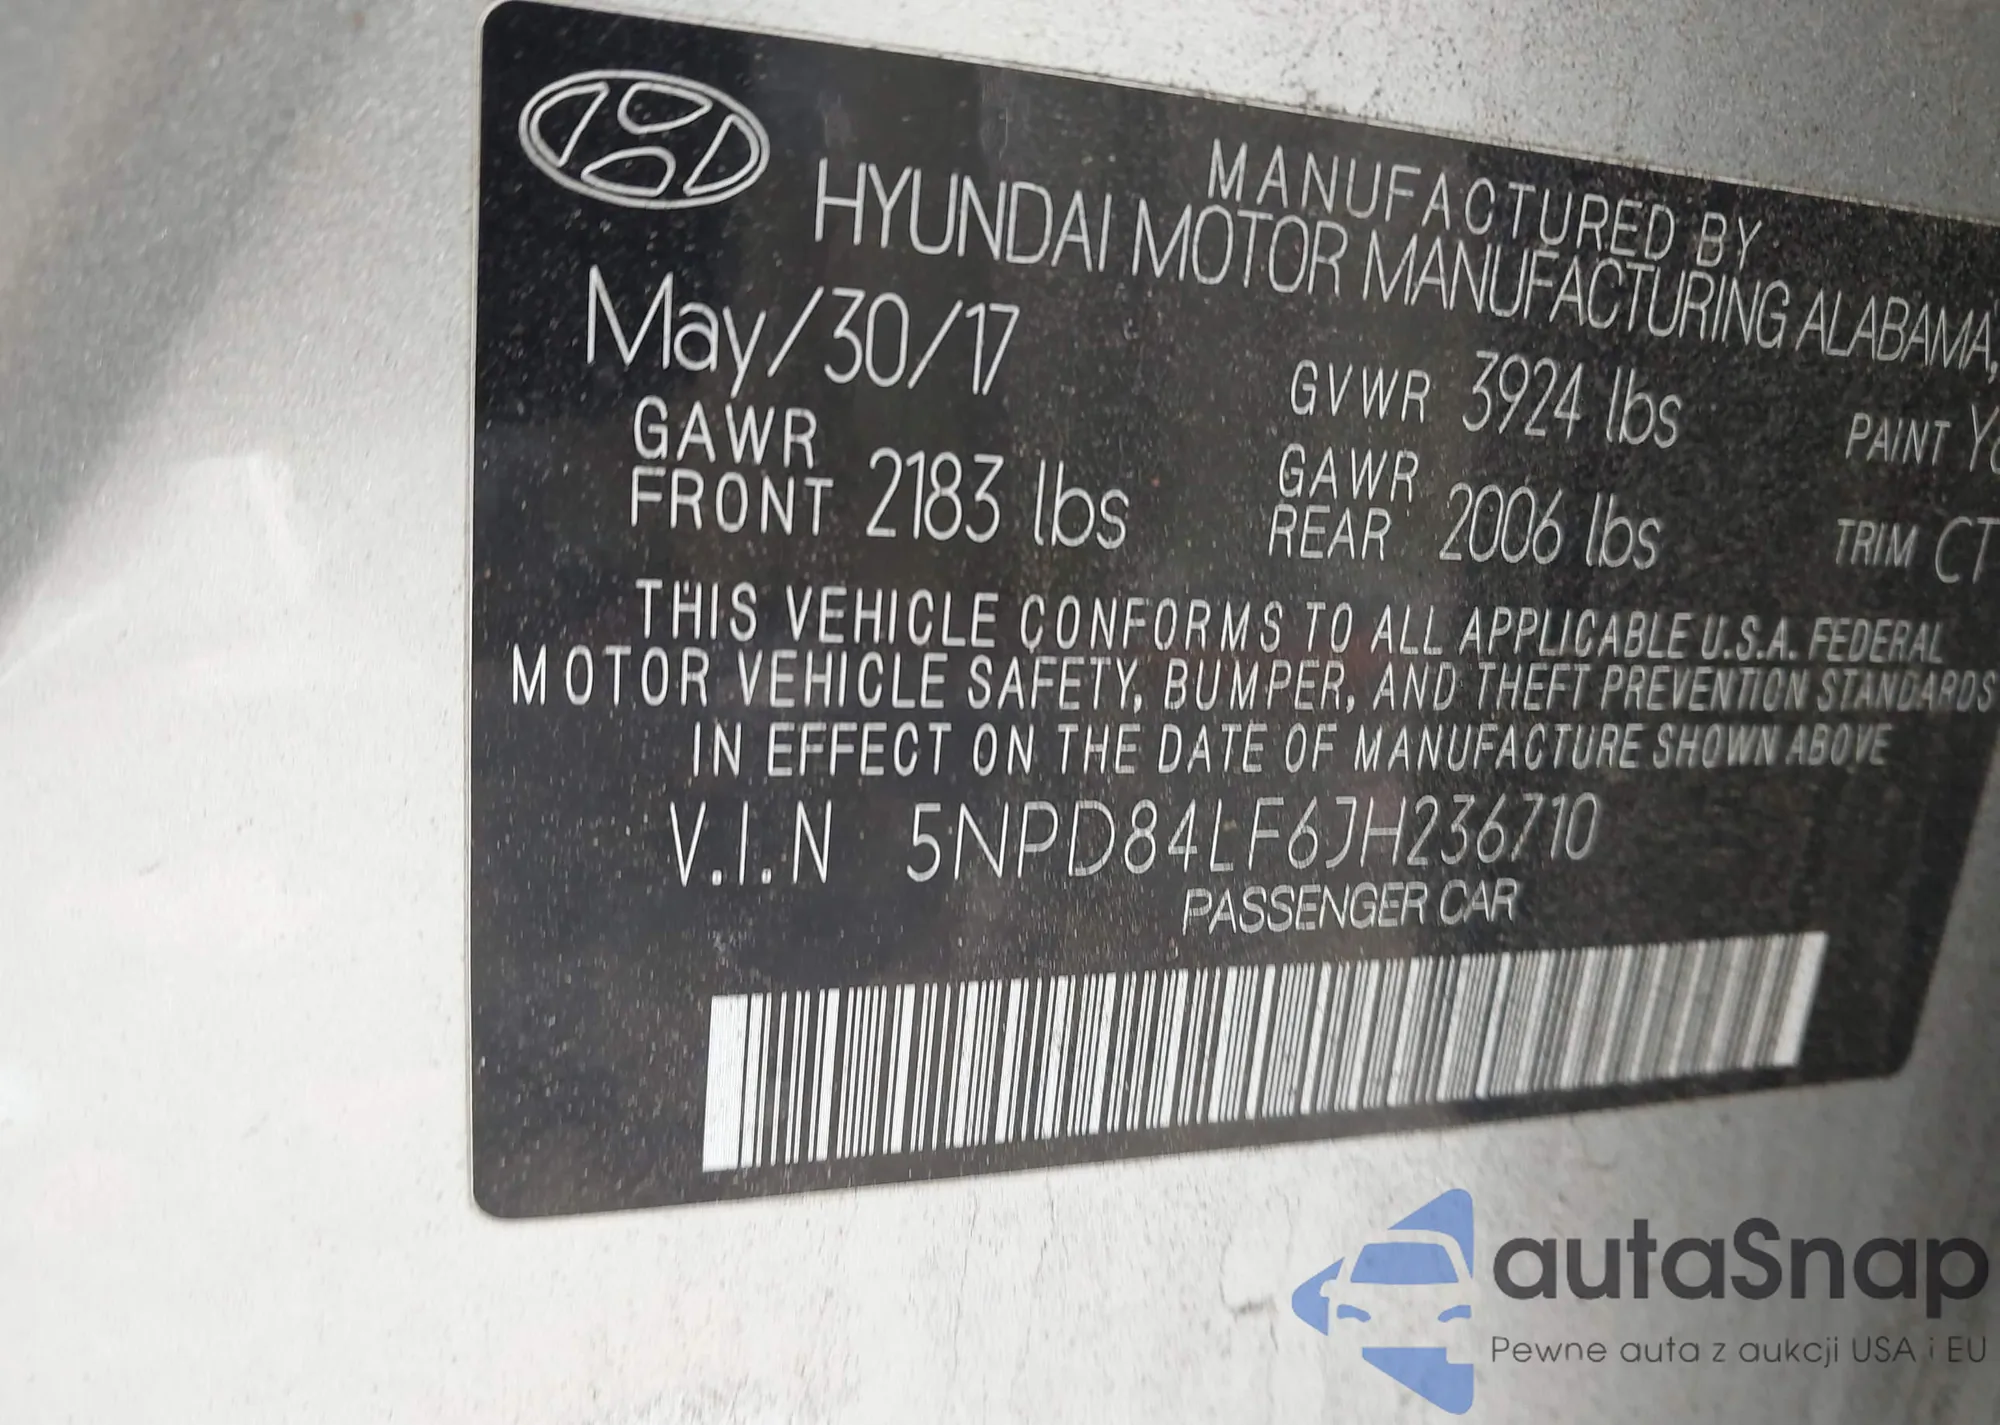 MANUFACTURED BY
HYUNDAI MOTOR MANUFACTURING ALABAMA,
May/30/17 GVWR 3924 lbs PAINT
GAWR FRONT 2183 lbs GAWR REAR 2006 lbs TRIM CT
THIS VEHICLE CONFORMS TO ALL APPLICABLE U.S.A. FEDERAL
MOTOR VEHICLE SAFETY, BUMPER, AND THEFT PREVENTION STANDARDS
IN EFFECT ON THE DATE OF MANUFACTURE SHOWN ABOVE
V.I.N 5NPD84LF6JH236710
PASSENGER CAR
autaSnap
Pewne auta z aukcji USA i EU